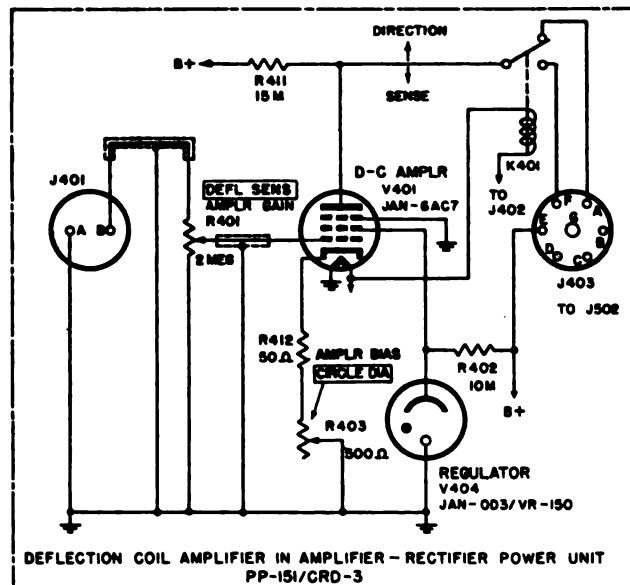 DIRECTION
B+
R411
15 M
SENSE
K401
TO
J402
J401
A B
DEFL SENS
AMPLR GAIN
R401
2 MEG
D-C AMPLR
V401
JAN-6AC7
F A
E G B
D C
J403
TO J502
R412
50Ω
AMPLR BIAS
CIRCLE DIA
R403
500Ω
R402
10M
B+
REGULATOR
V404
JAN-OD3/VR-150
DEFLECTION COIL AMPLIFIER IN AMPLIFIER-RECTIFIER POWER UNIT
PP-151/CRD-3